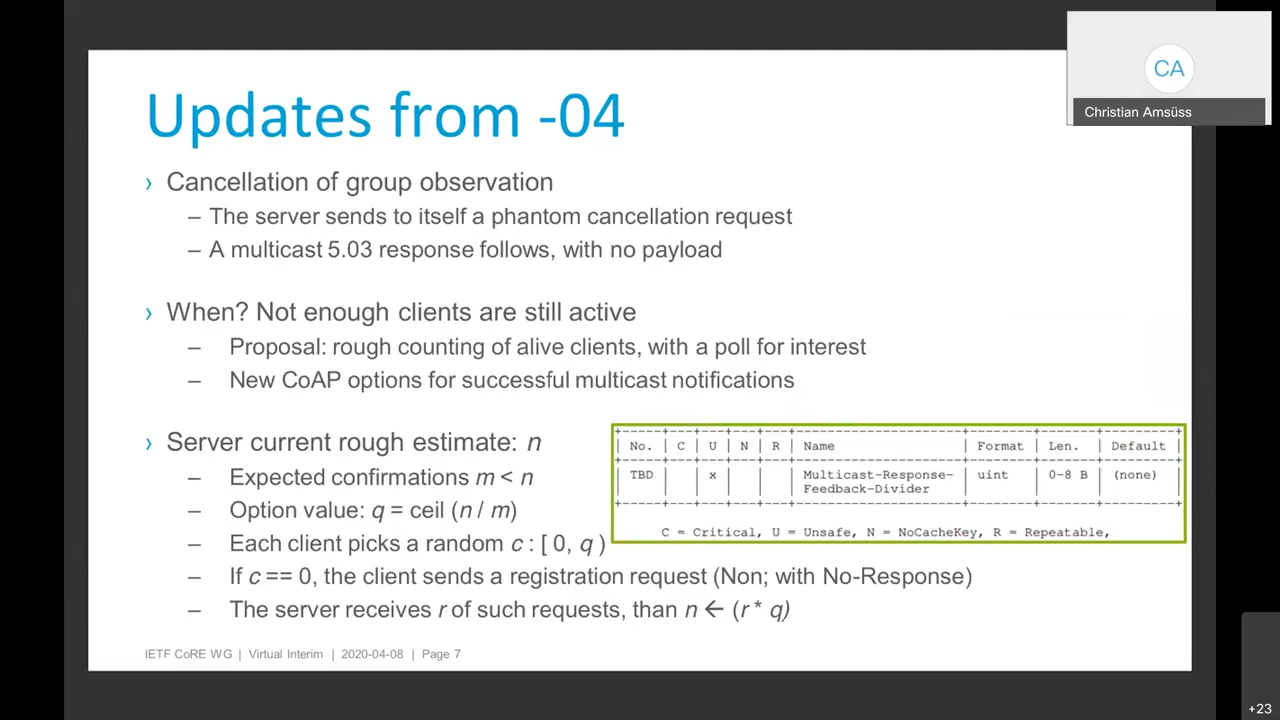 CA
Christian Amsüss
Updates from -04
› Cancellation of group observation
– The server sends to itself a phantom cancellation request
– A multicast 5.03 response follows, with no payload
› When? Not enough clients are still active
– Proposal: rough counting of alive clients, with a poll for interest
– New CoAP options for successful multicast notifications
› Server current rough estimate: n
– Expected confirmations m < n
– Option value: q = ceil (n / m)
– Each client picks a random c : [ 0, q )
– If c == 0, the client sends a registration request (Non; with No-Response)
– The server receives r of such requests, than n ← (r * q)
| No. | C | U | N | R | Name | Format | Len. | Default |
| TBD | | x | | | Multicast-Response- | uint | 0-8 B | (none) |
Feedback-Divider
C = Critical, U = Unsafe, N = NoCacheKey, R = Repeatable,
IETF CoRE WG | Virtual Interim | 2020-04-08 | Page 7
+23